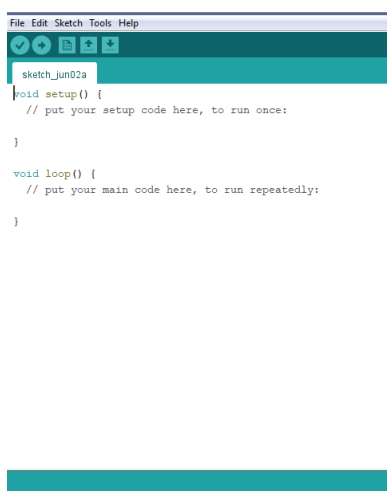 File Edit Sketch Tools Help
sketch_jun02a
void setup() {
  // put your setup code here, to run once:
}
void loop() {
  // put your main code here, to run repeatedly:
}